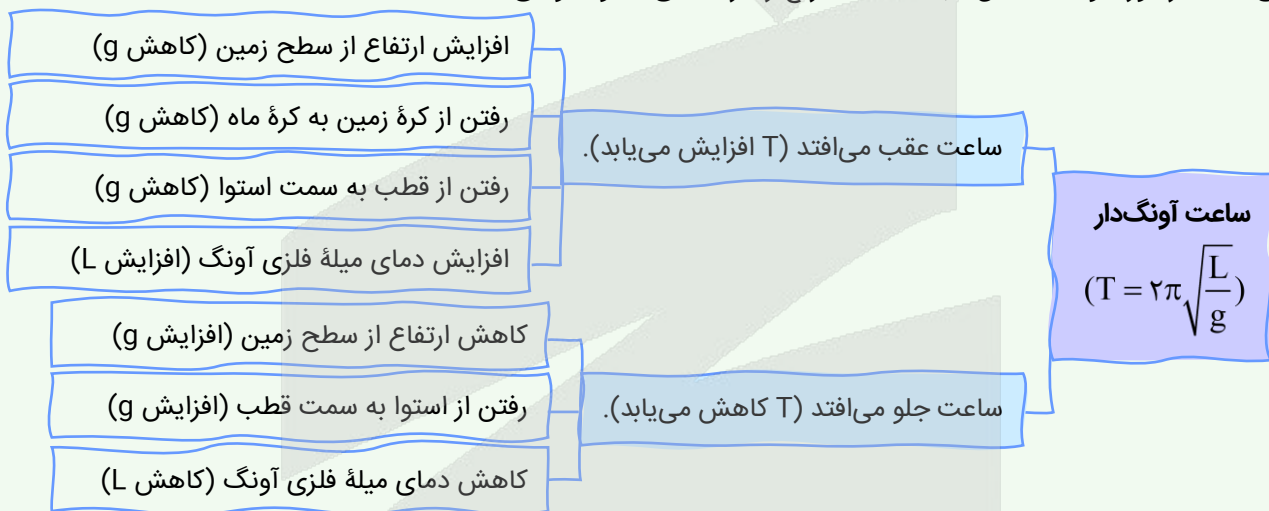 ساعت آونگ‌دار
(T = ۲π√(L/g))
ساعت عقب می‌افتد (T افزایش می‌یابد).
افزایش ارتفاع از سطح زمین (کاهش g)
رفتن از کرهٔ زمین به کرهٔ ماه (کاهش g)
رفتن از قطب به سمت استوا (کاهش g)
افزایش دمای میلهٔ فلزی آونگ (افزایش L)
ساعت جلو می‌افتد (T کاهش می‌یابد).
کاهش ارتفاع از سطح زمین (افزایش g)
رفتن از استوا به سمت قطب (افزایش g)
کاهش دمای میلهٔ فلزی آونگ (کاهش L)